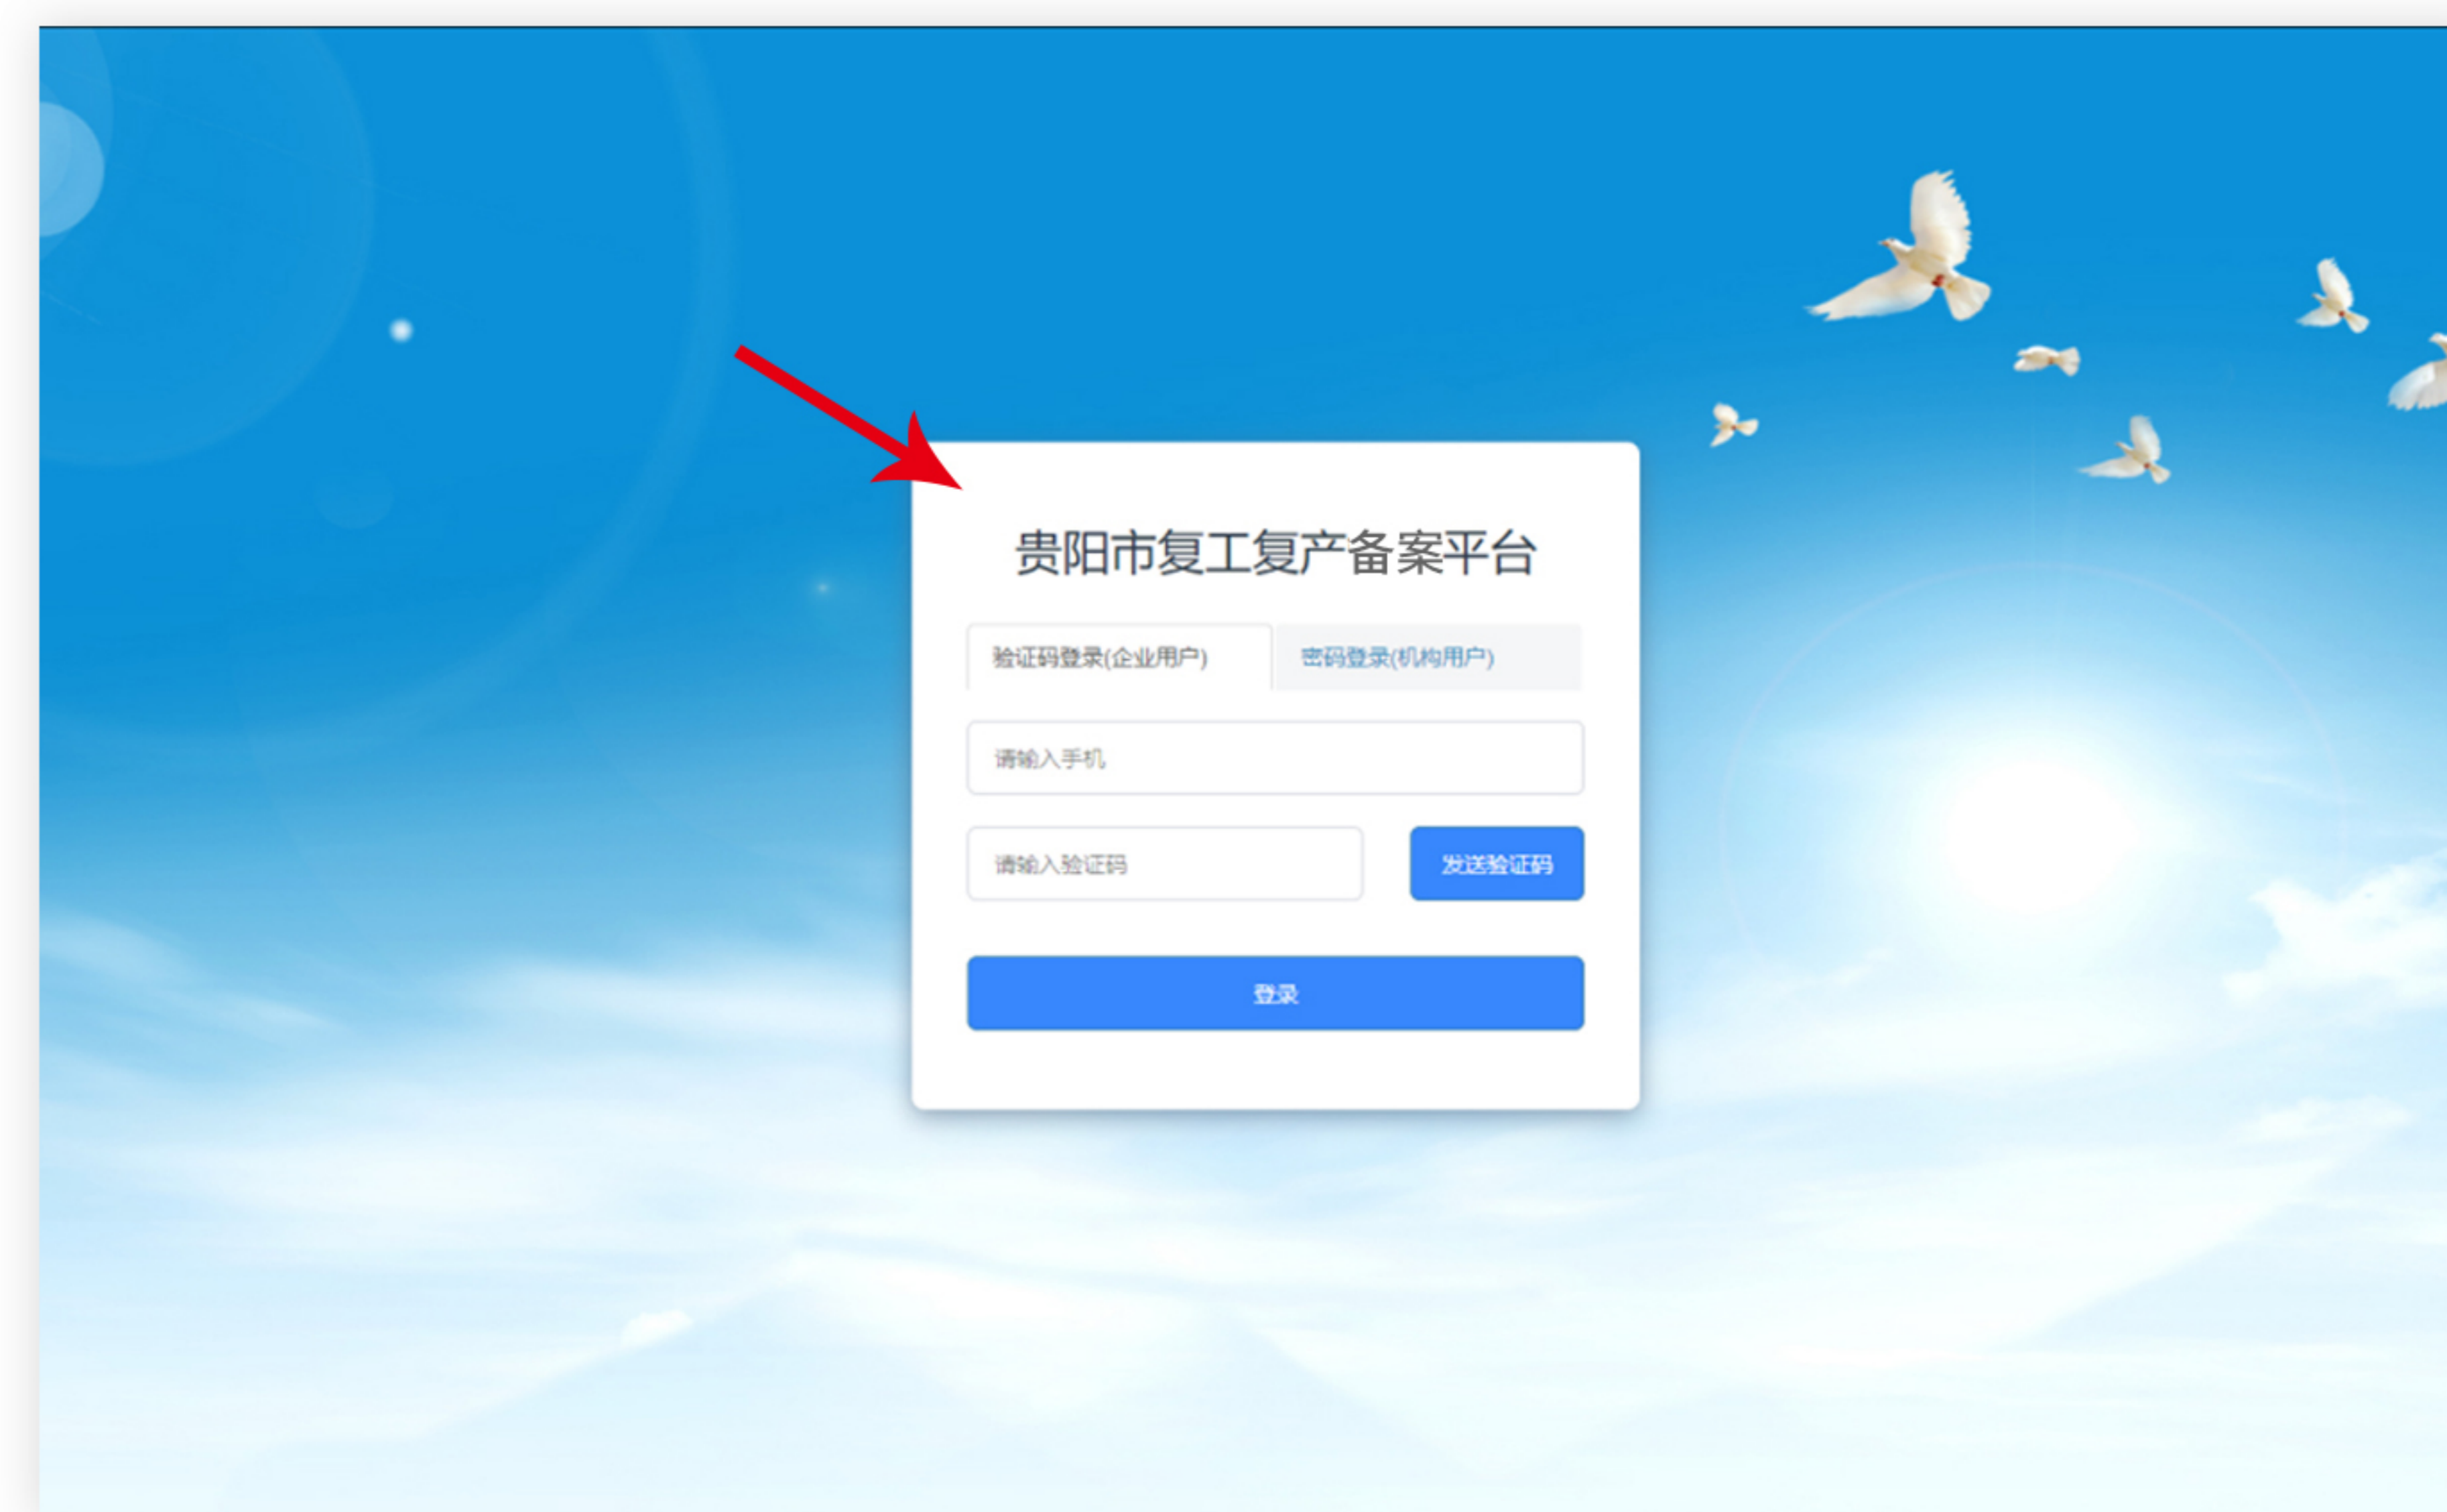 贵阳市复工复产备案平台
验证码登录(企业用户) 密码登录(机构用户)
请输入手机
请输入验证码 发送验证码
登录